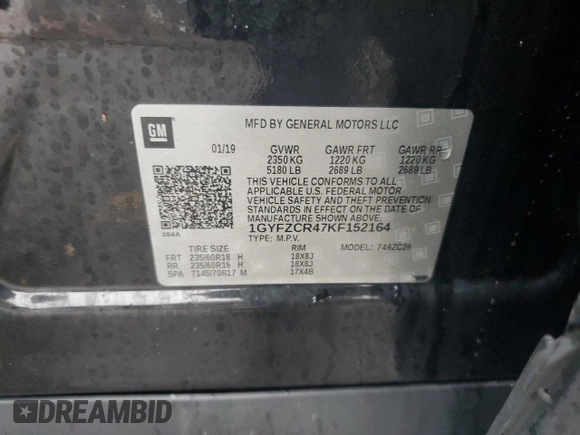 GM
MFD BY GENERAL MOTORS LLC
01/19 GVWR GAWR FRT GAWR RR
2350 KG 1220 KG 1220 KG
5180 LB 2689 LB 2689 LB
THIS VEHICLE CONFORMS TO ALL
APPLICABLE U.S. FEDERAL MOTOR
VEHICLE SAFETY, BUMPER, AND THEFT
PREVENTION STANDARDS IN EFFECT ON
THE DATE OF MANUFACTURE SHOWN ABOVE.
384A
1GYFZCR47KF152164
TYPE: M.P.V. MODEL: 746ZC26
TIRE SIZE RIM
FRT 235/60R18 H 18X8J
RR 235/60R18 H 18X8J
SPA T145/70R17 M 17X4B
DREAMBID